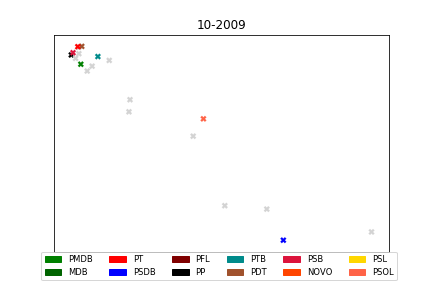 10-2009
PMDB PT PFL PTB PSB PSL
MDB PSDB PP PDT NOVO PSOL